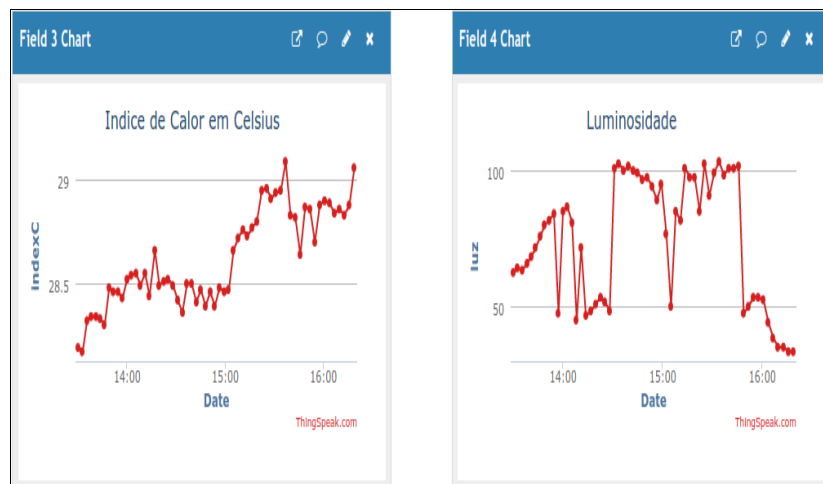 Field 3 Chart
Indice de Calor em Celsius
29
28.5
IndexC
14:00 15:00 16:00
Date
ThingSpeak.com
Field 4 Chart
Luminosidade
100
50
luz
14:00 15:00 16:00
Date
ThingSpeak.com